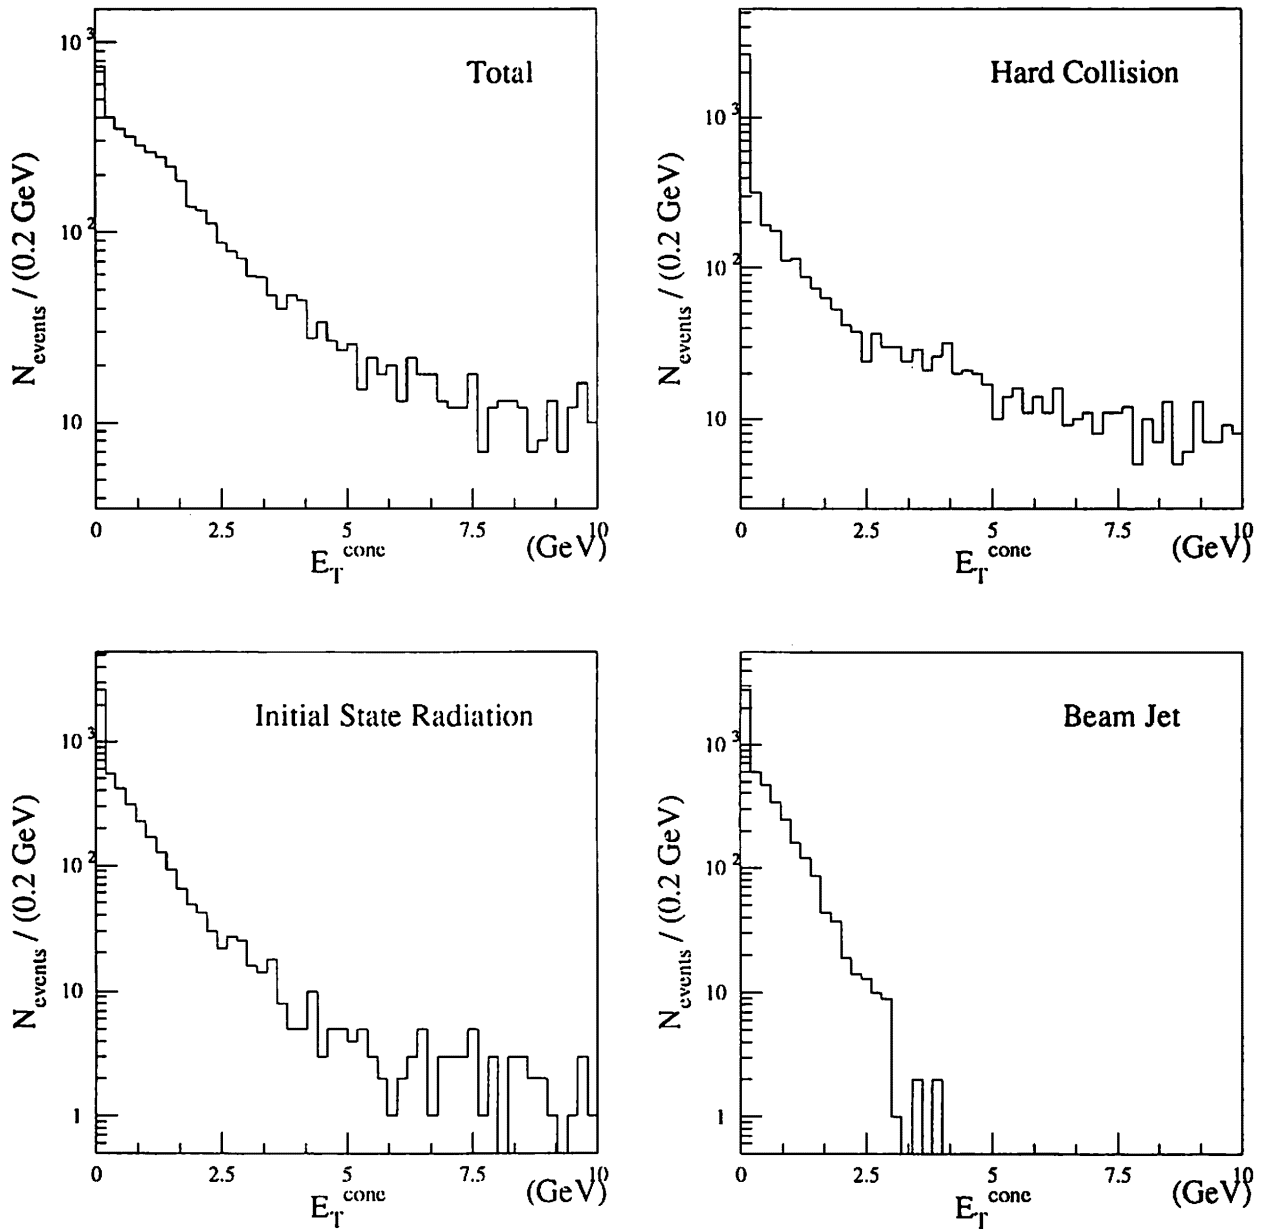 Total
10³
10²
10
N_events / (0.2 GeV)
0 2.5 5 7.5 10
E_T^cone (GeV)
Hard Collision
10³
10²
10
N_events / (0.2 GeV)
0 2.5 5 7.5 10
E_T^cone (GeV)
Initial State Radiation
10³
10²
10
1
N_events / (0.2 GeV)
0 2.5 5 7.5 10
E_T^cone (GeV)
Beam Jet
10³
10²
10
1
N_events / (0.2 GeV)
0 2.5 5 7.5 10
E_T^cone (GeV)